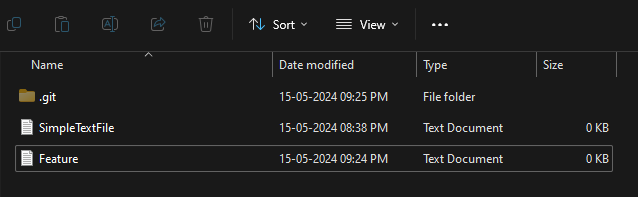 Sort View
Name Date modified Type Size
.git 15-05-2024 09:25 PM File folder
SimpleTextFile 15-05-2024 08:38 PM Text Document 0 KB
Feature 15-05-2024 09:24 PM Text Document 0 KB